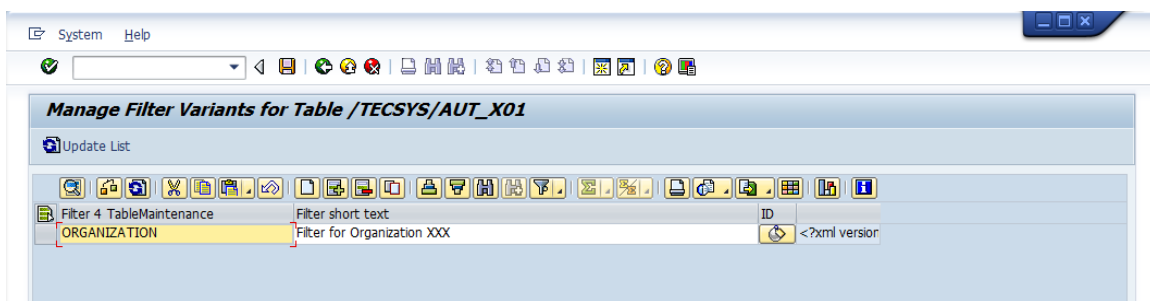 System Help
Manage Filter Variants for Table /TECSYS/AUT_X01
Update List
Filter 4 TableMaintenance Filter short text ID
ORGANIZATION Filter for Organization XXX <?xml version